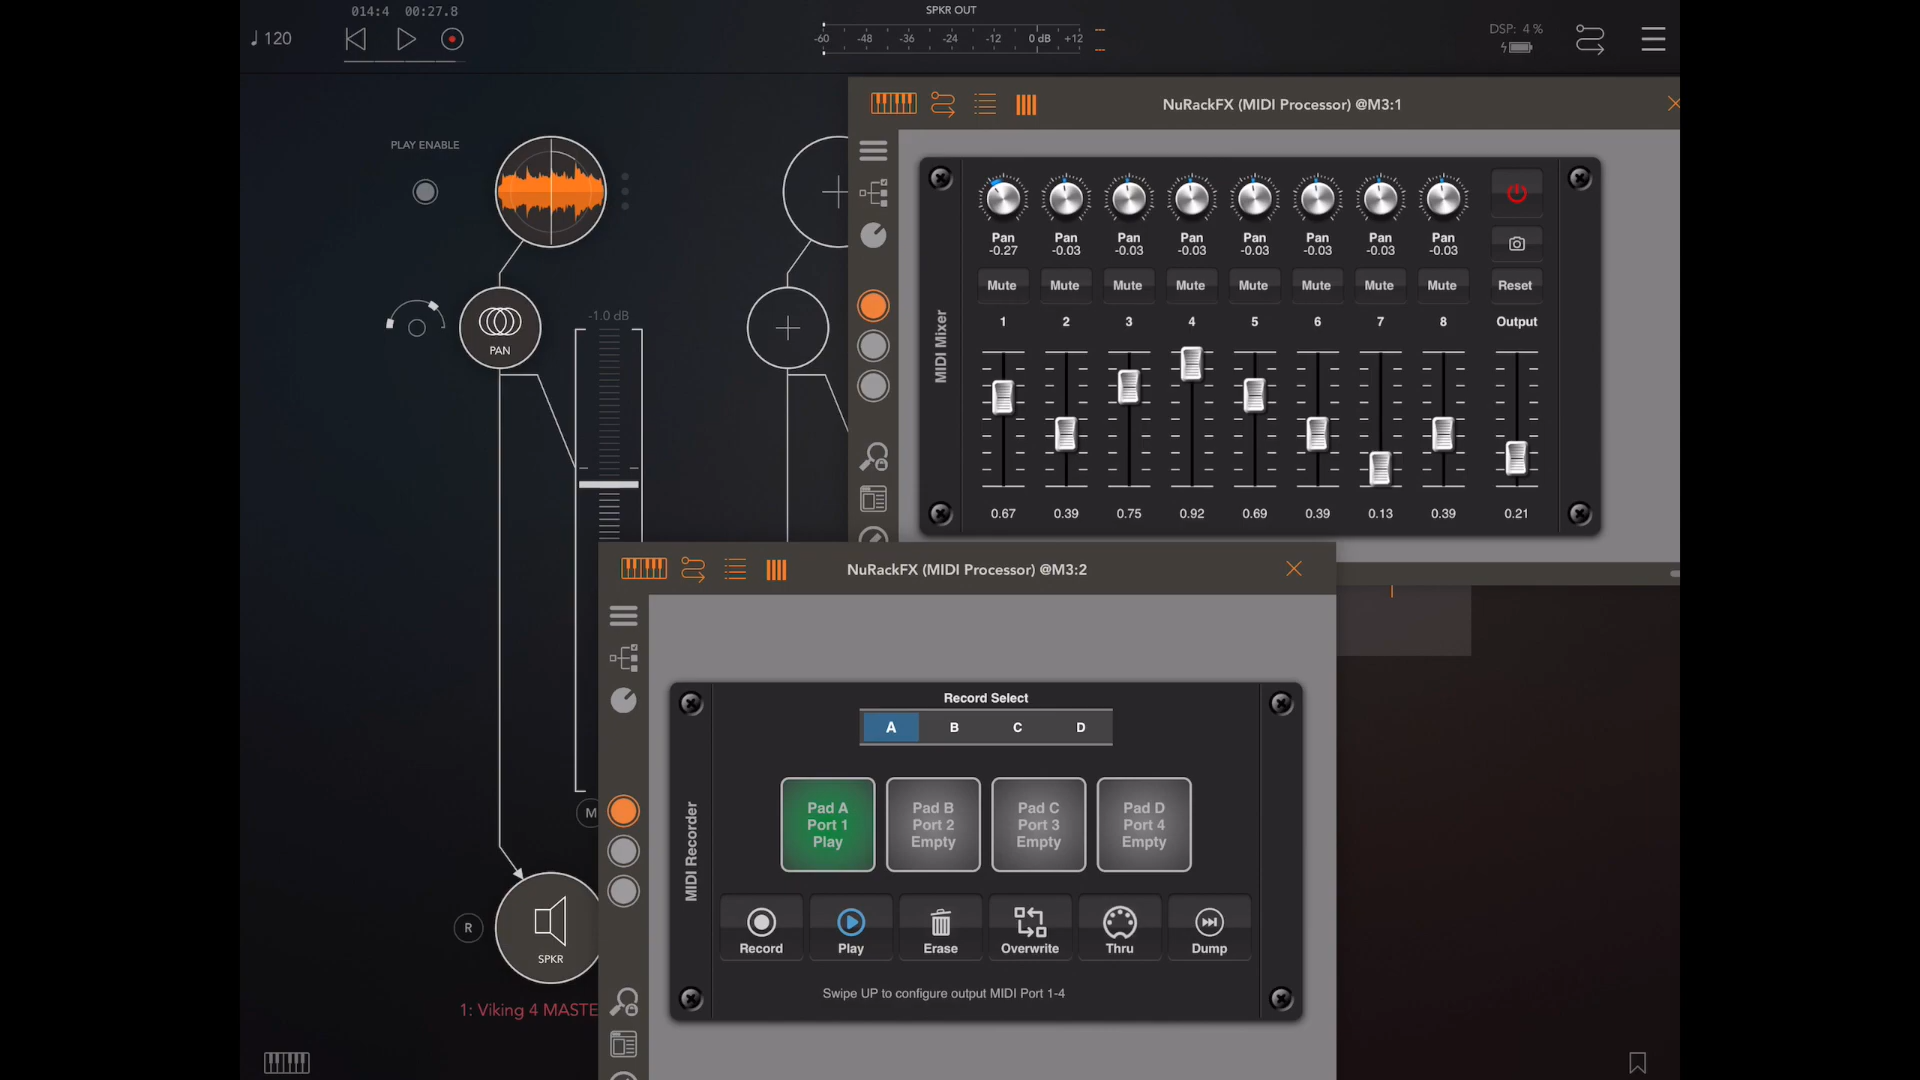 014:4 00:27.8
120
SPKR OUT
-60 -48 -36 -24 -12 0 dB +12
DSP: 4 %
PLAY ENABLE
PAN
-1.0 dB
M
R
SPKR
1: Viking 4 MASTE
NuRackFX (MIDI Processor) @M3:1
MIDI Mixer
Pan Pan Pan Pan Pan Pan Pan Pan
-0.27 -0.03 -0.03 -0.03 -0.03 -0.03 -0.03 -0.03
Mute Mute Mute Mute Mute Mute Mute Mute Reset
1 2 3 4 5 6 7 8 Output
0.67 0.39 0.75 0.92 0.69 0.39 0.13 0.39 0.21
NuRackFX (MIDI Processor) @M3:2
MIDI Recorder
Record Select
A B C D
Pad A Pad B Pad C Pad D
Port 1 Port 2 Port 3 Port 4
Play Empty Empty Empty
Record Play Erase Overwrite Thru Dump
Swipe UP to configure output MIDI Port 1-4